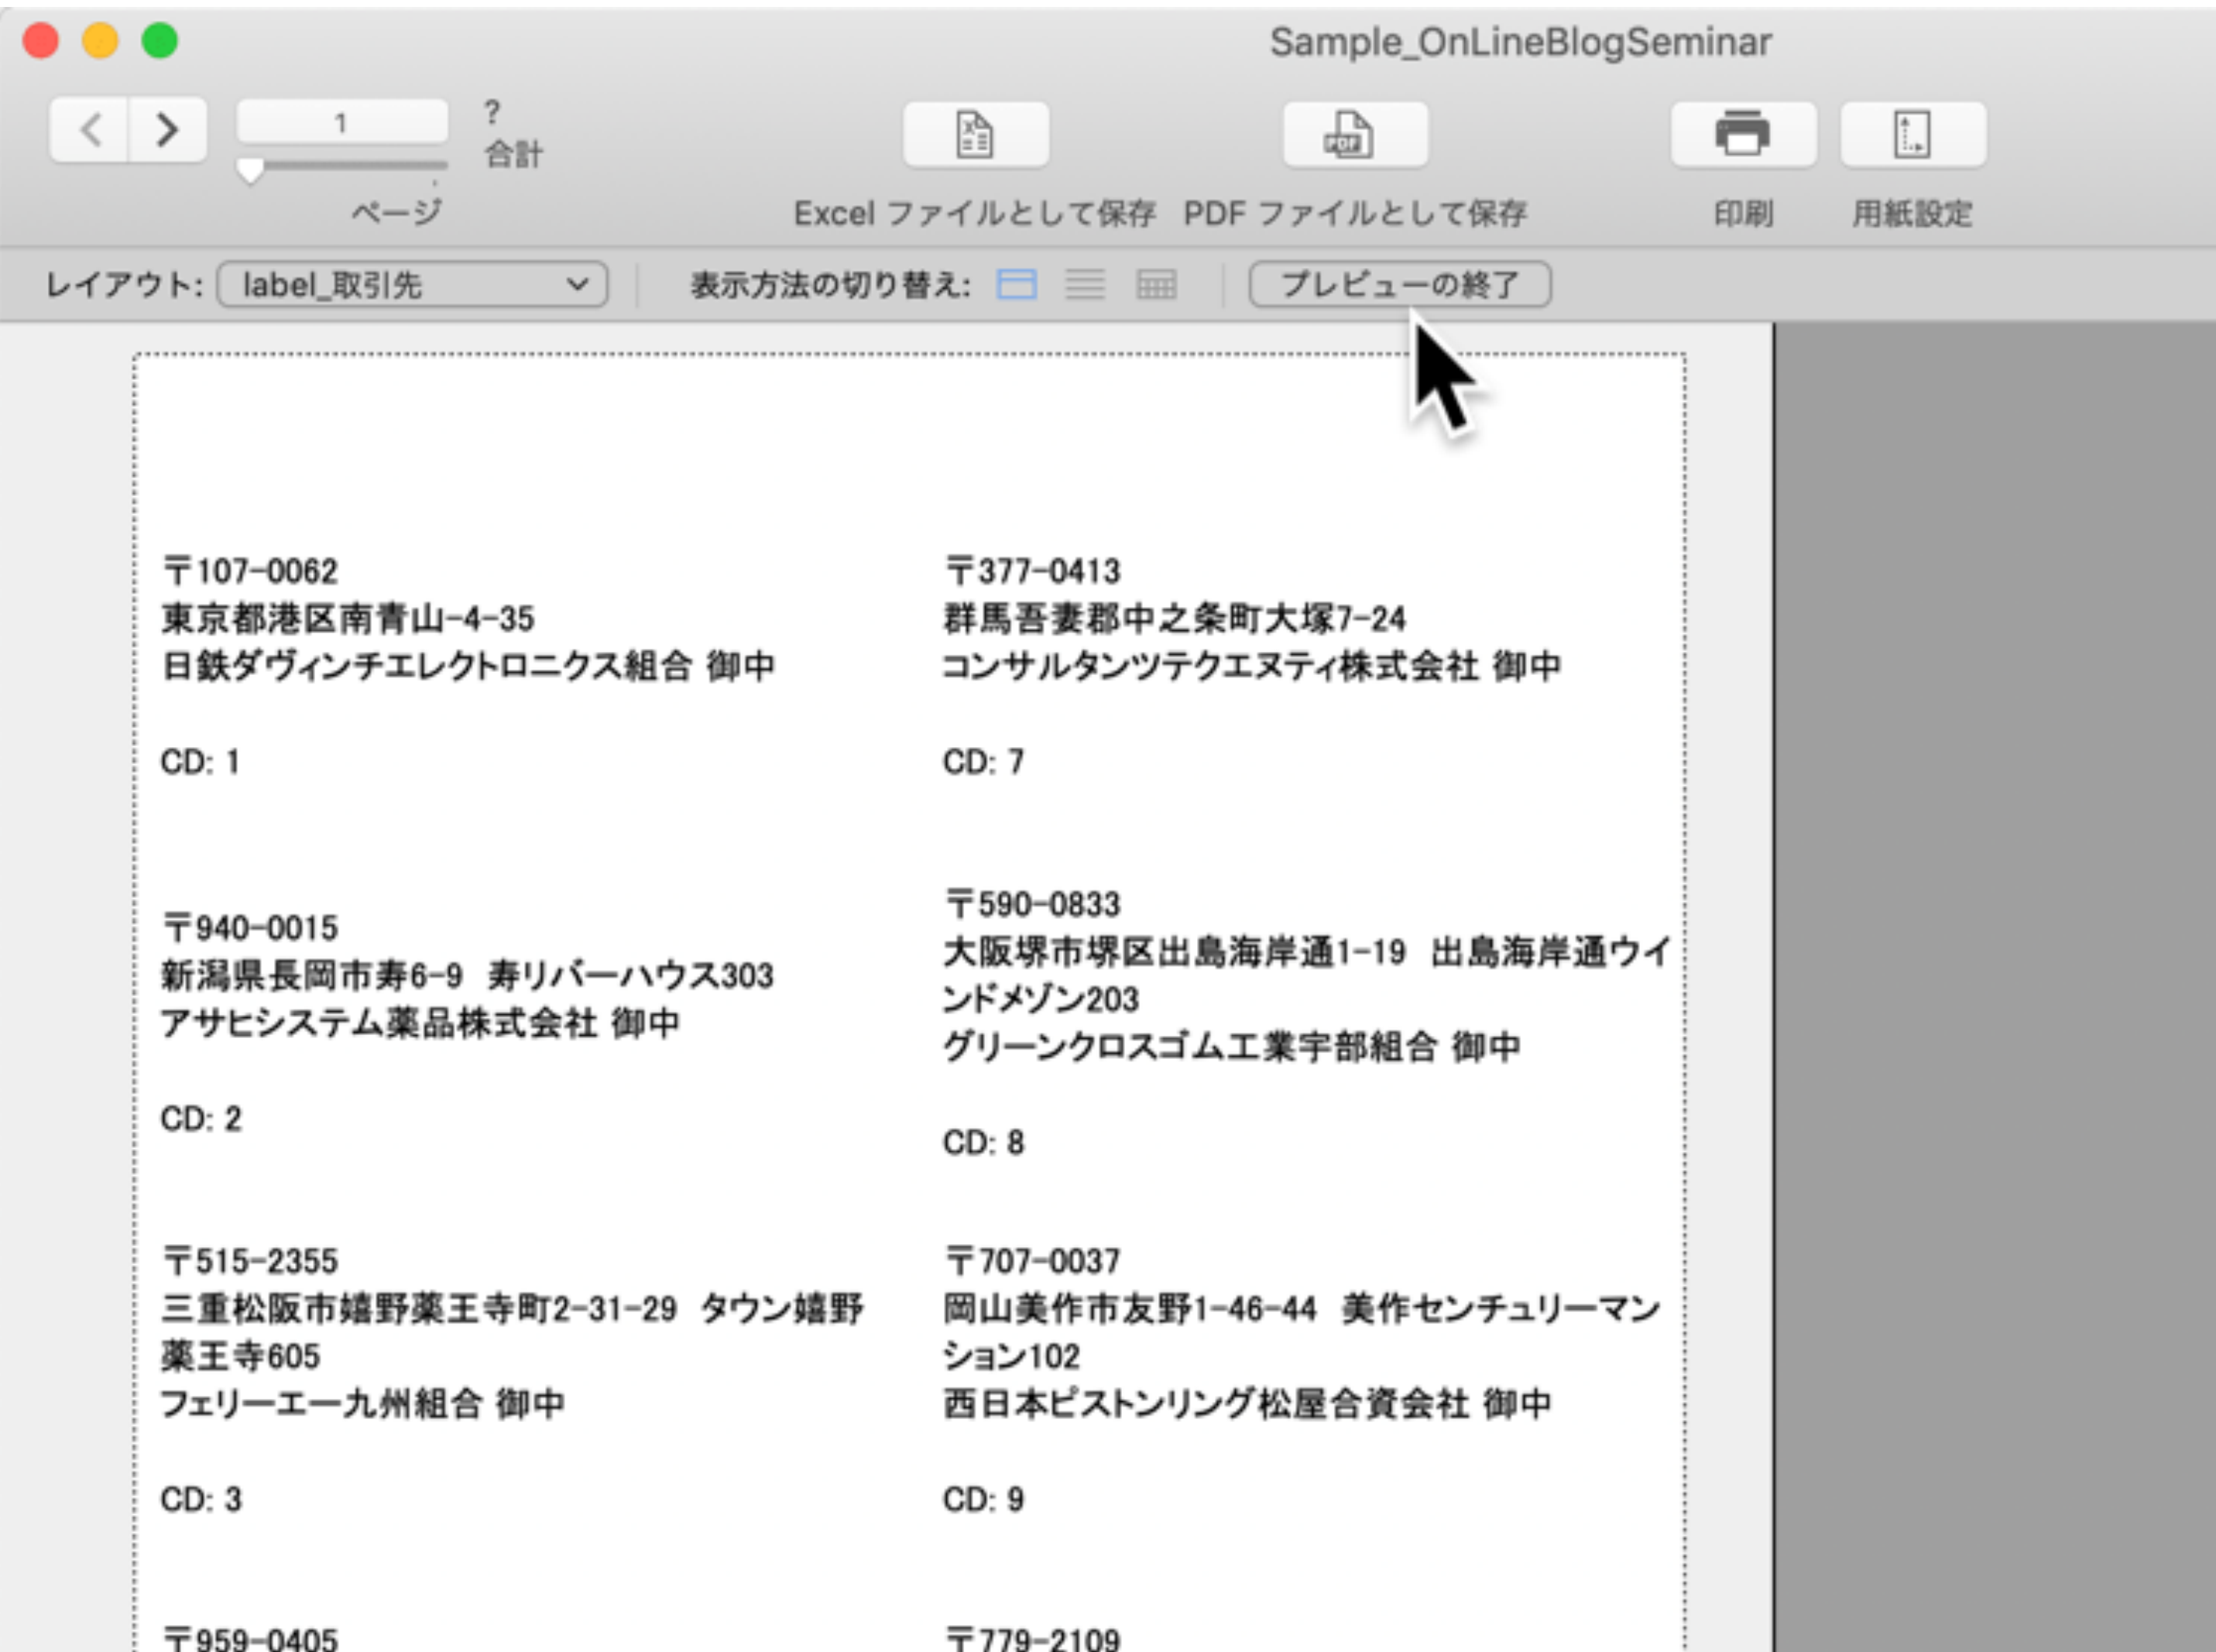 Sample_OnLineBlogSeminar
1
?
合計
ページ
Excel ファイルとして保存
PDF ファイルとして保存
印刷
用紙設定
レイアウト: label_取引先
表示方法の切り替え:
プレビューの終了
〒107-0062
東京都港区南青山-4-35
日鉄ダヴィンチエレクトロニクス組合 御中
CD: 1
〒377-0413
群馬吾妻郡中之条町大塚7-24
コンサルタンツテクエヌティ株式会社 御中
CD: 7
〒940-0015
新潟県長岡市寿6-9　寿リバーハウス303
アサヒシステム薬品株式会社 御中
CD: 2
〒590-0833
大阪堺市堺区出島海岸通1-19　出島海岸通ウイ
ンドメゾン203
グリーンクロスゴム工業宇部組合 御中
CD: 8
〒515-2355
三重松阪市嬉野薬王寺町2-31-29　タウン嬉野
薬王寺605
フェリーエー九州組合 御中
CD: 3
〒707-0037
岡山美作市友野1-46-44　美作センチュリーマン
ション102
西日本ピストンリング松屋合資会社 御中
CD: 9
〒959-0405
〒779-2109